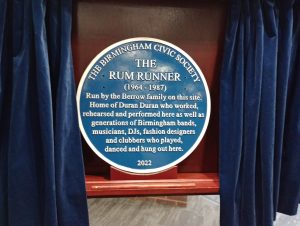 THE BIRMINGHAM CIVIC SOCIETY
THE
RUM RUNNER
(1964 - 1987)
Run by the Berrow family on this site.
Home of Duran Duran who worked,
rehearsed and performed here as well as
generations of Birmingham bands,
musicians, DJs, fashion designers
and clubbers who played,
danced and hung out here.
2022